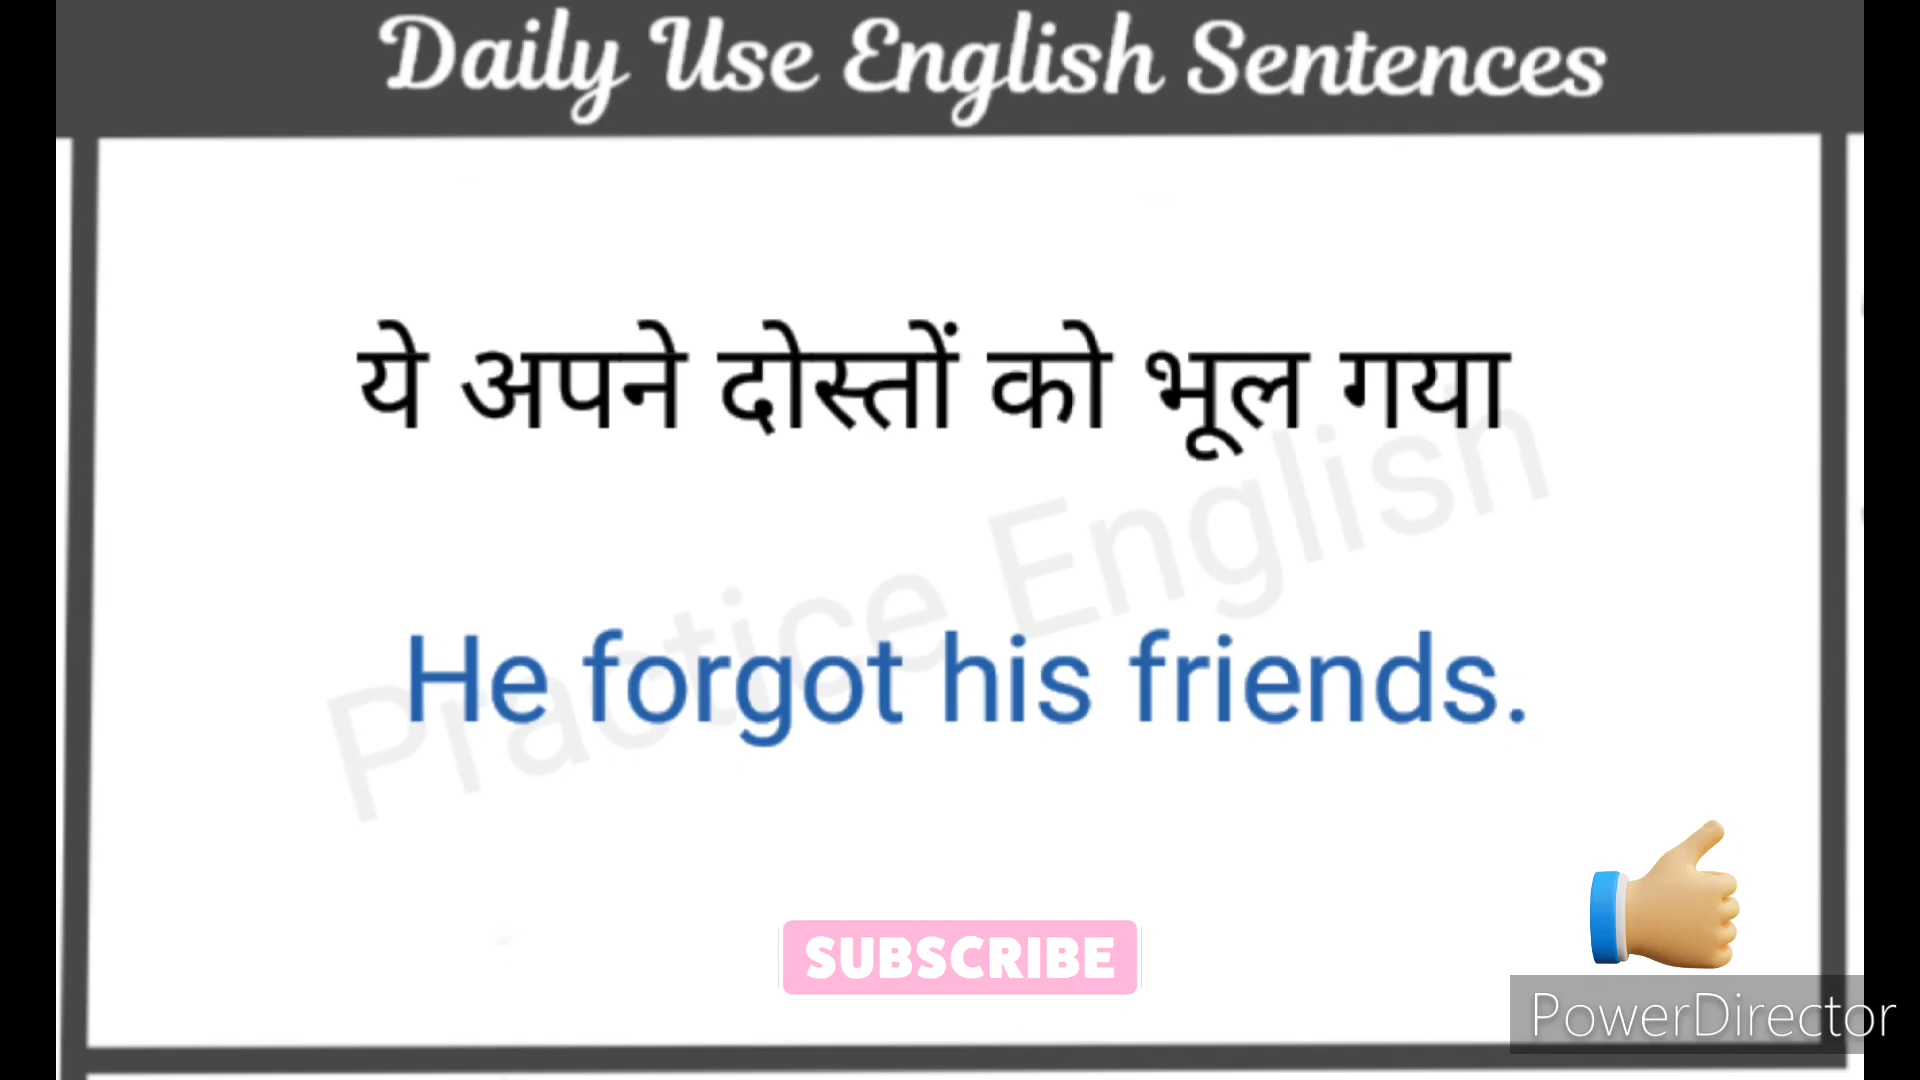 Daily Use English Sentences
ये अपने दोस्तों को भूल गया
Practice English
He forgot his friends.
SUBSCRIBE
PowerDirector